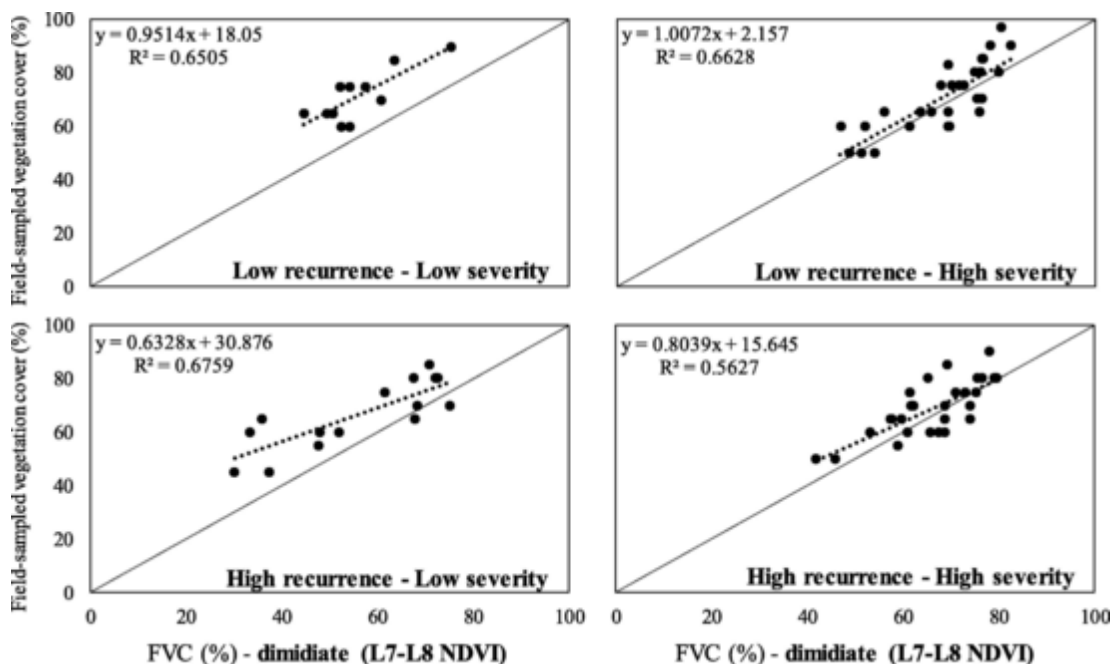 Field-sampled vegetation cover (%)
100
80
60
40
20
0
y = 0.9514x + 18.05
R² = 0.6505
Low recurrence - Low severity
y = 1.0072x + 2.157
R² = 0.6628
Low recurrence - High severity
Field-sampled vegetation cover (%)
100
80
60
40
20
0
y = 0.6328x + 30.876
R² = 0.6759
High recurrence - Low severity
y = 0.8039x + 15.645
R² = 0.5627
High recurrence - High severity
0 20 40 60 80 100
0 20 40 60 80 100
FVC (%) - dimidiate (L7-L8 NDVI)
FVC (%) - dimidiate (L7-L8 NDVI)